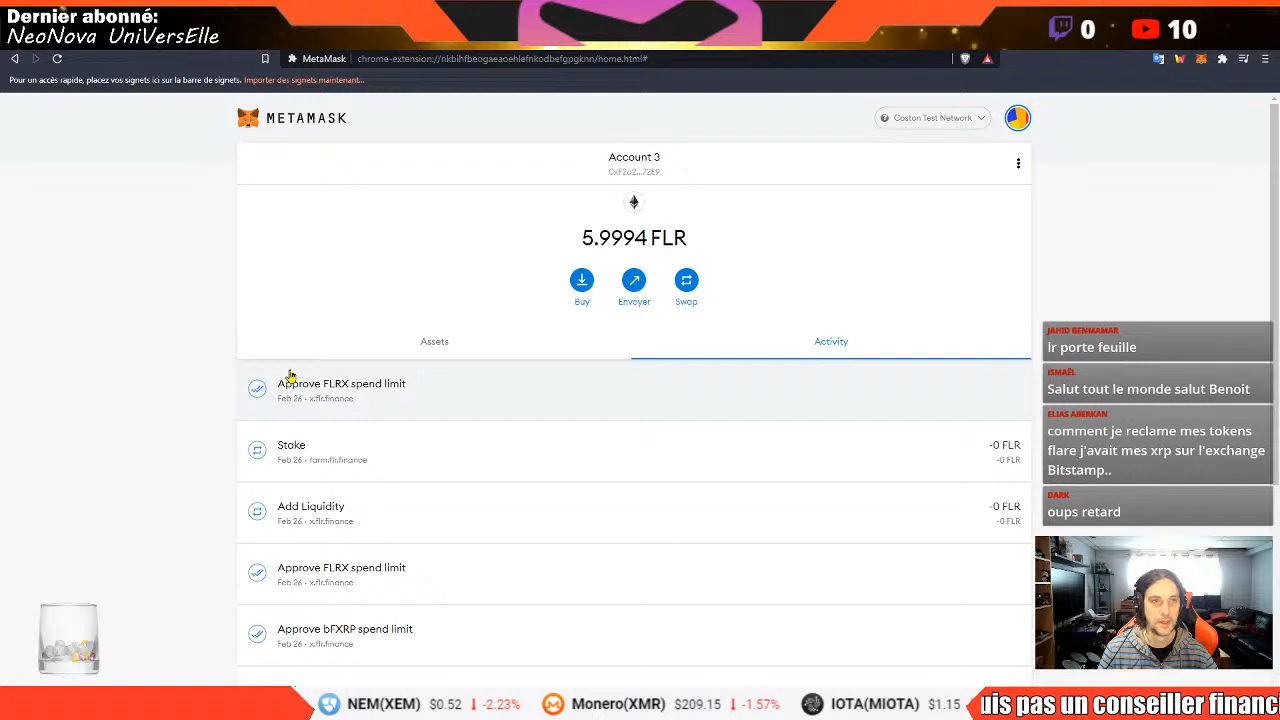 Dernier abonné:
NeoNova UniVersElle
0
10
MetaMask
chrome-extension://nkbihfbeogaeaoehlefnkodbefgpgknn/home.html#
Pour un accès rapide, placez vos signets ici sur la barre de signets. Importer des signets maintenant...
METAMASK
Coston Test Network
Account 3
0xF2a2...72E9
5.9994 FLR
Buy
Envoyer
Swap
Assets
Activity
Approve FLRX spend limit
Feb 26 · x.flr.finance
Stake
-0 FLR
Feb 26 · farm.flr.finance
-0 FLR
Add Liquidity
-0 FLR
Feb 26 · x.flr.finance
-0 FLR
Approve FLRX spend limit
Feb 26 · x.flr.finance
Approve bFXRP spend limit
Feb 26 · x.flr.finance
JAHID BENMAMAR
Ir porte feuille
ISMAËL
Salut tout le monde salut Benoit
ELIAS ABERKAN
comment je reclame mes tokens
flare j'avait mes xrp sur l'exchange
Bitstamp..
DARK
oups retard
NEM(XEM) $0.52 -2.23%
Monero(XMR) $209.15 -1.57%
IOTA(MIOTA) $1.15
uis pas un conseiller financi